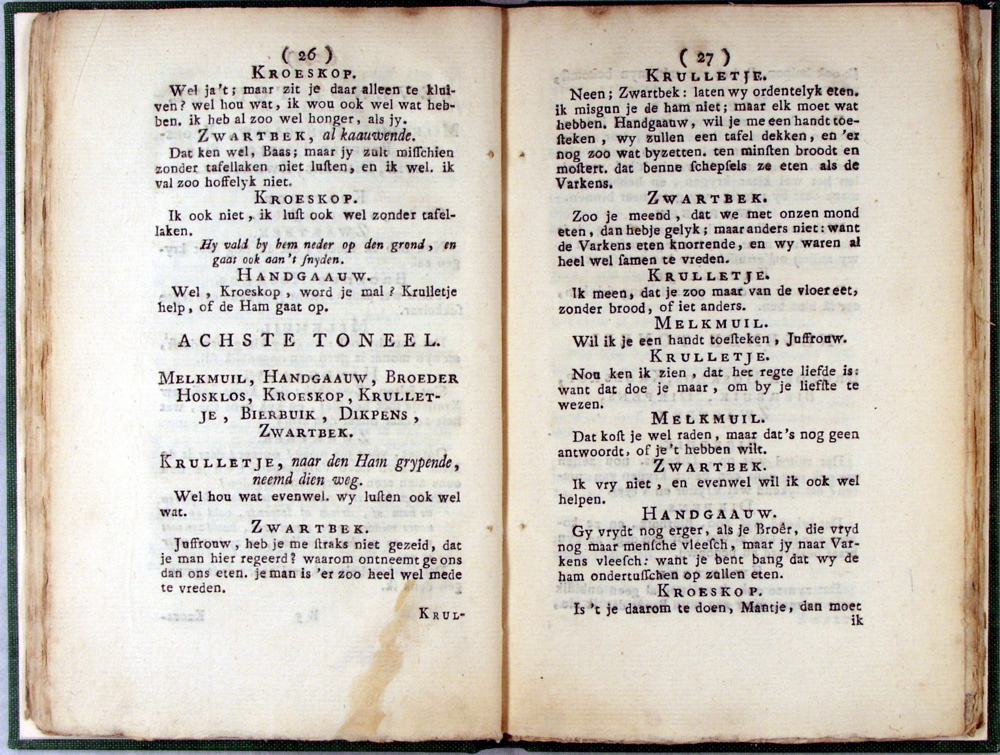 ( 26 )
KROESKOP.
Wel ja't; maar zit je daar alleen te klui-
ven? wel hou wat, ik wou ook wel wat heb-
ben. ik heb al zoo wel honger, als jy.
ZWARTBEK, al kaauwende.
Dat ken wel, Baas; maar jy zult misschien
zonder tafellaken niet lusten, en ik wel. ik
val zoo hoffelyk niet.
KROESKOP.
Ik ook niet, ik lust ook wel zonder tafel-
laken.
Hy vald by hem neder op den grond, en
gaat ook aan't snyden.
HANDGAAUW.
Wel, Kroeskop, word je mal? Krulletje
help, of de Ham gaat op.
ACHSTE TONEEL.
MELKMUIL, HANDGAAUW, BROEDER
HOSKLOS, KROESKOP, KRULLET-
JE, BIERBUIK, DIKPENS,
ZWARTBEK.
KRULLETJE, naar den Ham grypende,
neemd dien weg.
Wel hou wat evenwel. wy lusten ook wel
wat.
ZWARTBEK.
Juffrouw, heb je me straks niet gezeid, dat
je man hier regeerd? waarom ontneemt ge ons
dan ons eten. je man is 'er zoo heel wel mede
te vreden.
KRUL-
( 27 )
KRULLETJE.
Neen; Zwartbek: laten wy ordentelyk eten.
ik misgun je de ham niet; maar elk moet wat
hebben. Handgaauw, wil je me een handt toe-
steken, wy zullen een tafel dekken, en 'er
nog zoo wat byzetten. ten minsten broodt en
mostert. dat benne schepsels ze eten als de
Varkens.
ZWARTBEK.
Zoo je meend, dat we met onzen mond
eten, dan hebje gelyk; maar anders niet: want
de Varkens eten knorrende, en wy waren al
heel wel samen te vreden.
KRULLETJE.
Ik meen, dat je zoo maar van de vloer eet,
zonder brood, of iet anders.
MELKMUIL.
Wil ik je een handt toesteken, Juffrouw.
KRULLETJE.
Nou ken ik zien, dat het regte liefde is:
want dat doe je maar, om by je liefste te
wezen.
MELKMUIL.
Dat kost je wel raden, maar dat's nog geen
antwoordt, of je't hebben wilt.
ZWARTBEK.
Ik vry niet, en evenwel wil ik ook wel
helpen.
HANDGAAUW.
Gy vrydt nog erger, als je Broêr, die vryd
nog maar mensche vleesch, maar jy naar Var-
kens vleesch: want je bent bang dat wy de
ham ondertusschen op zullen eten.
KROESKOP.
Is 't je daarom te doen, Mantje, dan moet
ik